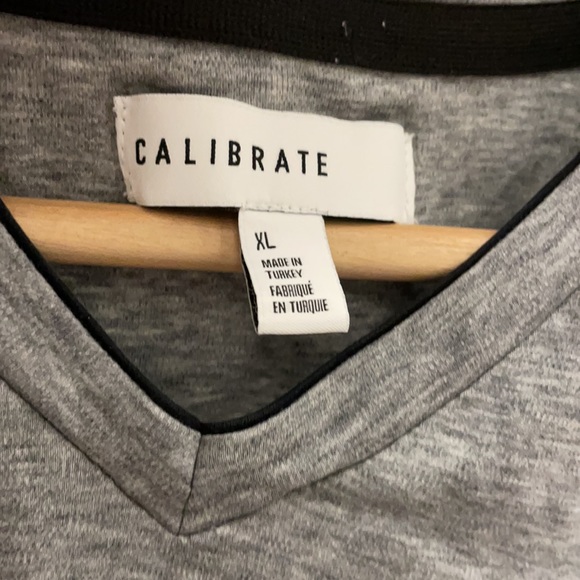 CALIBRATE
XL
MADE IN
TURKEY
FABRIQUÉ
EN TURQUIE